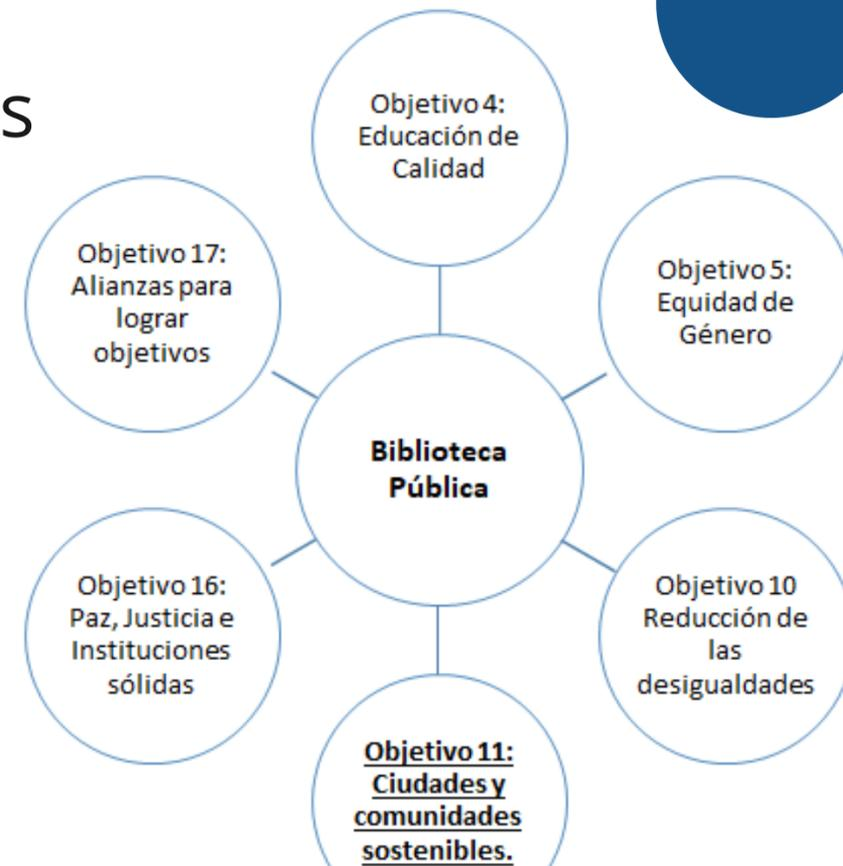 s
Objetivo 4:
Educación de
Calidad
Objetivo 5:
Equidad de
Género
Objetivo 10
Reducción de
las
desigualdades
Objetivo 11:
Ciudades y
comunidades
sostenibles.
Objetivo 16:
Paz, Justicia e
Instituciones
sólidas
Objetivo 17:
Alianzas para
lograr
objetivos
Biblioteca
Pública